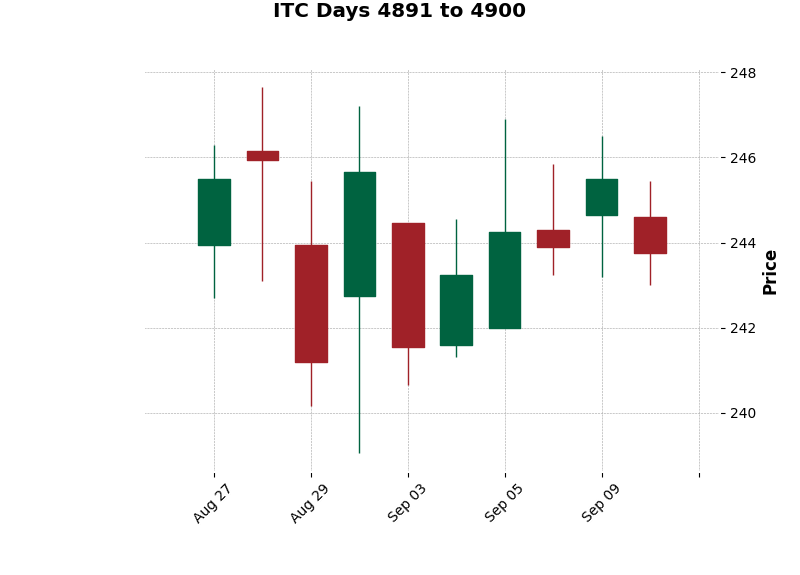 ITC Days 4891 to 4900
248
246
244
242
240
Price
Aug 27
Aug 29
Sep 03
Sep 05
Sep 09